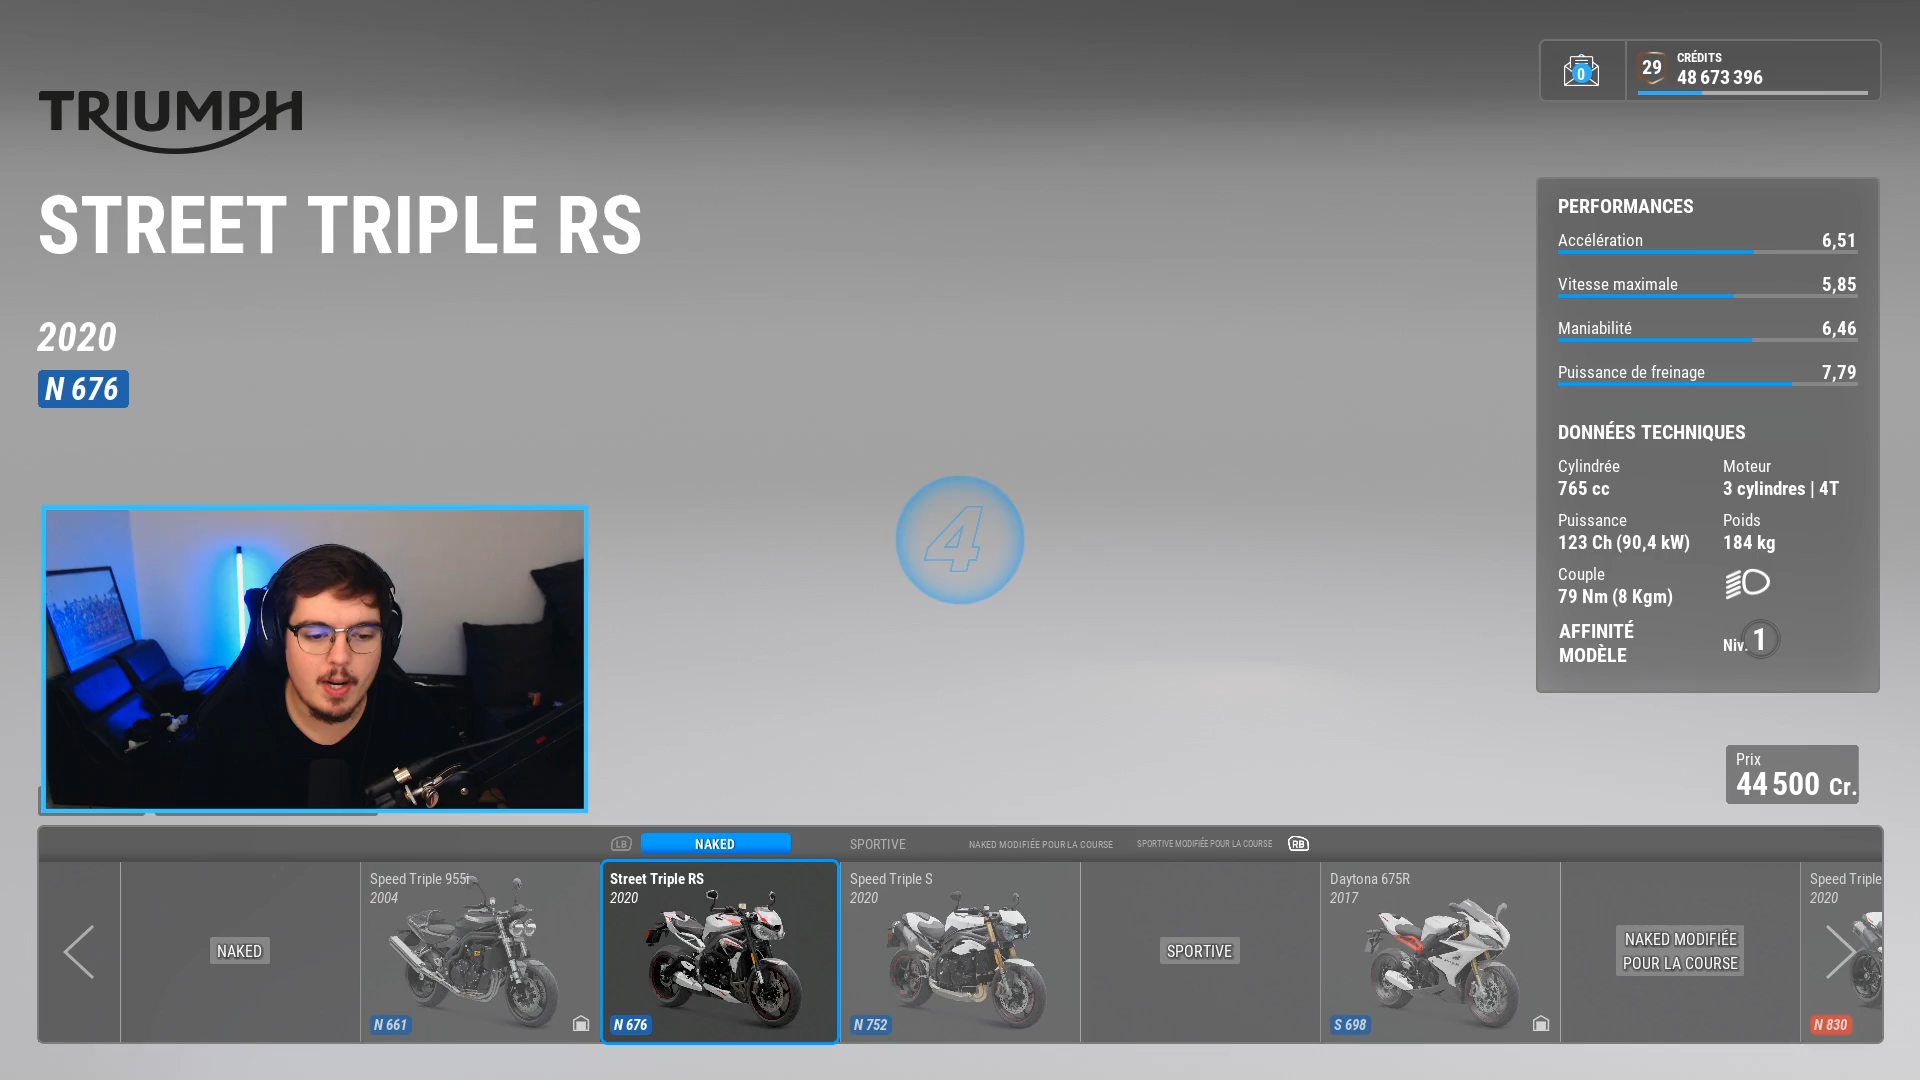 TRIUMPH
STREET TRIPLE RS
2020
N 676
0
29
CRÉDITS
48 673 396
PERFORMANCES
Accélération 6,51
Vitesse maximale 5,85
Maniabilité 6,46
Puissance de freinage 7,79
DONNÉES TECHNIQUES
Cylindrée Moteur
765 cc 3 cylindres | 4T
Puissance Poids
123 Ch (90,4 kW) 184 kg
Couple
79 Nm (8 Kgm)
AFFINITÉ
MODÈLE
Niv. 1
4
Prix
44 500 Cr.
LB NAKED SPORTIVE NAKED MODIFIÉE POUR LA COURSE SPORTIVE MODIFIÉE POUR LA COURSE RB
NAKED
Speed Triple 955i
2004
N 661
Street Triple RS
2020
N 676
Speed Triple S
2020
N 752
SPORTIVE
Daytona 675R
2017
S 698
NAKED MODIFIÉE
POUR LA COURSE
Speed Triple
2020
N 830